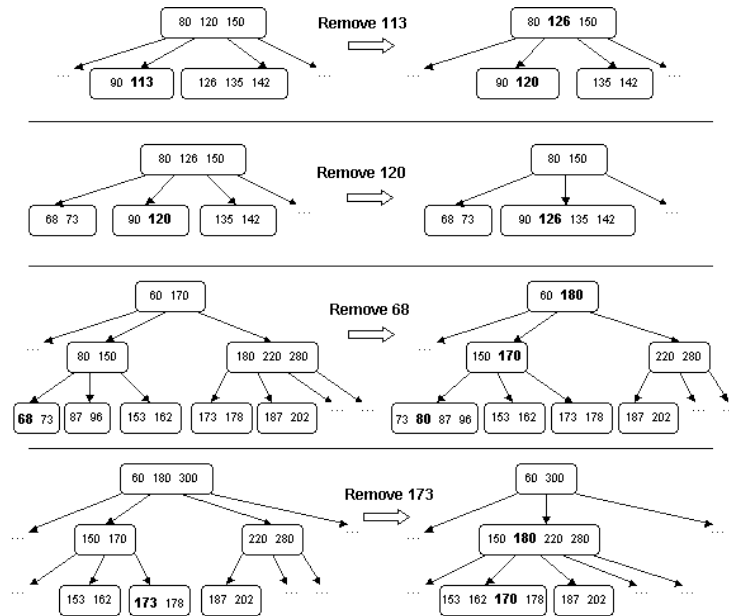 80 120 150
Remove 113
80 126 150
... 90 113 126 135 142 ...
... 90 120 135 142 ...
80 126 150
Remove 120
80 150
68 73 90 120 135 142 ...
68 73 90 126 135 142 ...
60 170
Remove 68
60 180
... 80 150 180 220 280
... 150 170 220 280
68 73 87 96 153 162 173 178 187 202 ... ...
73 80 87 96 153 162 173 178 187 202 ... ...
60 180 300
Remove 173
60 300
... 150 170 220 280 ...
... 150 180 220 280 ...
... 153 162 173 178 187 202 ... ...
... 153 162 170 178 187 202 ... ...